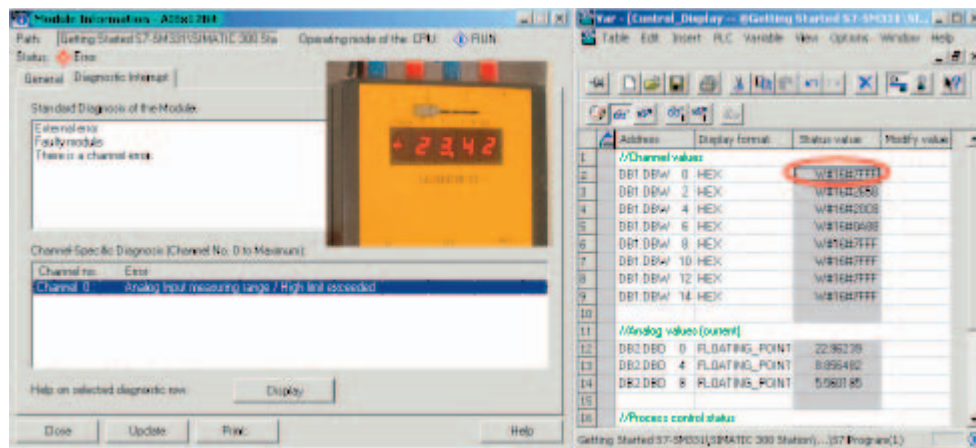 Module Information - AI8x12Bit
Path: Getting Started S7-SM331\SIMATIC 300 Sta Operating mode of the CPU: RUN
Status: Error
General Diagnostic Interrupt
Standard Diagnosis of the Module:
External error
Faulty module
There is a channel error.
+ 23,42
Channel-Specific Diagnosis (Channel No. 0 to Maximum):
Channel no. Error
Channel 0: Analog Input measuring range / High limit exceeded
Help on selected diagnostic row: Display
Close Update Print Help
Var - [Control_Display -- @Getting Started S7-SM331\SI...
Table Edit Insert PLC Variable View Options Window Help
Address Display format Status value Modify value
1 //Channel values
2 DB1.DBW 0 HEX W#16#7FFF
3 DB1.DBW 2 HEX
4 DB1.DBW 4 HEX
5 DB1.DBW 6 HEX
6 DB1.DBW 8 HEX W#16#7FFF
7 DB1.DBW 10 HEX W#16#7FFF
8 DB1.DBW 12 HEX W#16#7FFF
9 DB1.DBW 14 HEX W#16#7FFF
10
11 //Analog values (current)
12 DB2.DBD 0 FLOATING_POINT 22.96239
13 DB2.DBD 4 FLOATING_POINT 8.856482
14 DB2.DBD 8 FLOATING_POINT 5.560185
15
16 //Process control status
Getting Started S7-SM331\SIMATIC 300 Station\...\S7 Program(1)